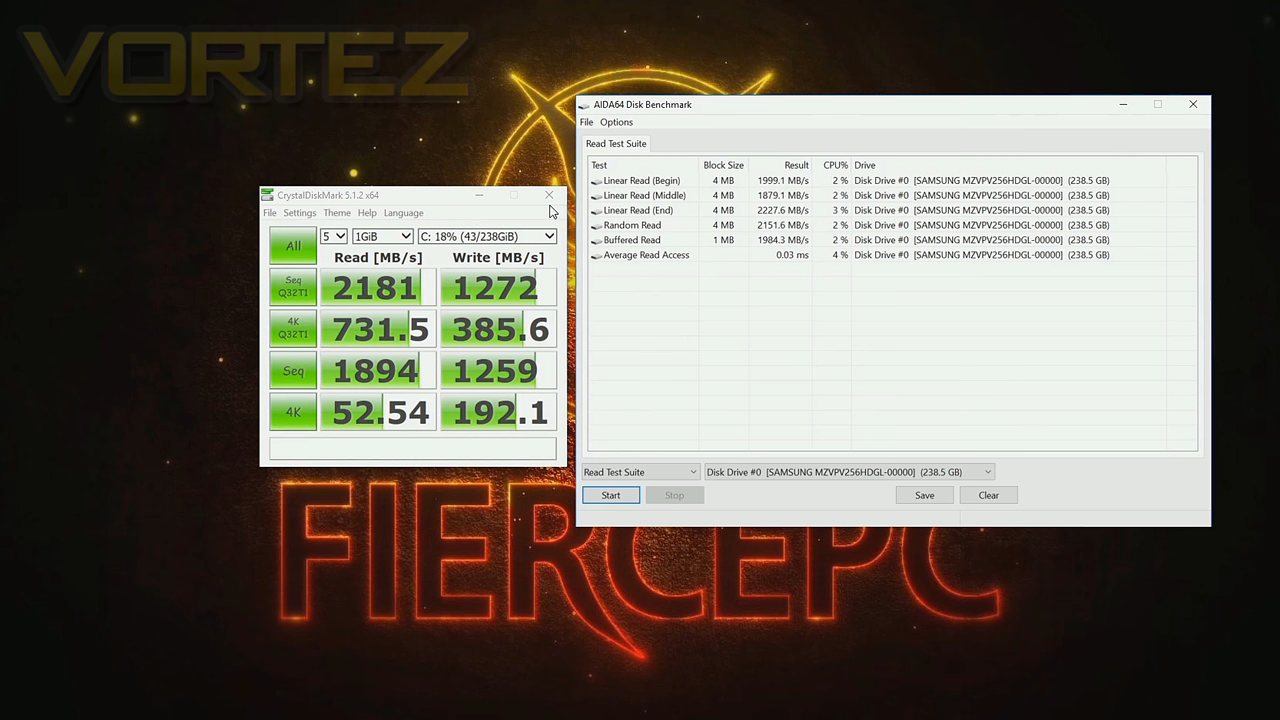 VORTEZ
CrystalDiskMark 5.1.2 x64
File Settings Theme Help Language
All 5 1GiB C: 18% (43/238GiB)
Read [MB/s] Write [MB/s]
Seq Q32T1 2181 1272
4K Q32T1 731.5 385.6
Seq 1894 1259
4K 52.54 192.1
AIDA64 Disk Benchmark
File Options
Read Test Suite
Test Block Size Result CPU% Drive
Linear Read (Begin) 4 MB 1999.1 MB/s 2 % Disk Drive #0 [SAMSUNG MZVPV256HDGL-00000] (238.5 GB)
Linear Read (Middle) 4 MB 1879.1 MB/s 2 % Disk Drive #0 [SAMSUNG MZVPV256HDGL-00000] (238.5 GB)
Linear Read (End) 4 MB 2227.6 MB/s 3 % Disk Drive #0 [SAMSUNG MZVPV256HDGL-00000] (238.5 GB)
Random Read 4 MB 2151.6 MB/s 2 % Disk Drive #0 [SAMSUNG MZVPV256HDGL-00000] (238.5 GB)
Buffered Read 1 MB 1984.3 MB/s 2 % Disk Drive #0 [SAMSUNG MZVPV256HDGL-00000] (238.5 GB)
Average Read Access 0.03 ms 4 % Disk Drive #0 [SAMSUNG MZVPV256HDGL-00000] (238.5 GB)
Read Test Suite Disk Drive #0 [SAMSUNG MZVPV256HDGL-00000] (238.5 GB)
Start Stop Save Clear
FIERCEPC